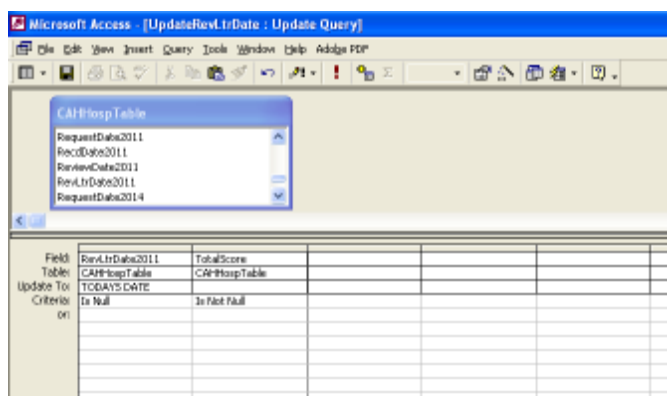 Microsoft Access - [UpdateRevLtrDate : Update Query]
File Edit View Insert Query Tools Window Help Adobe PDF
CAHHospTable
RequestDate2011
RecdDate2011
ReviewDate2011
RevLtrDate2011
RequestDate2014
Field: RevLtrDate2011 TotalScore
Table: CAHHospTable CAHHospTable
Update To: TODAYS DATE
Criteria: Is Null Is Not Null
or: